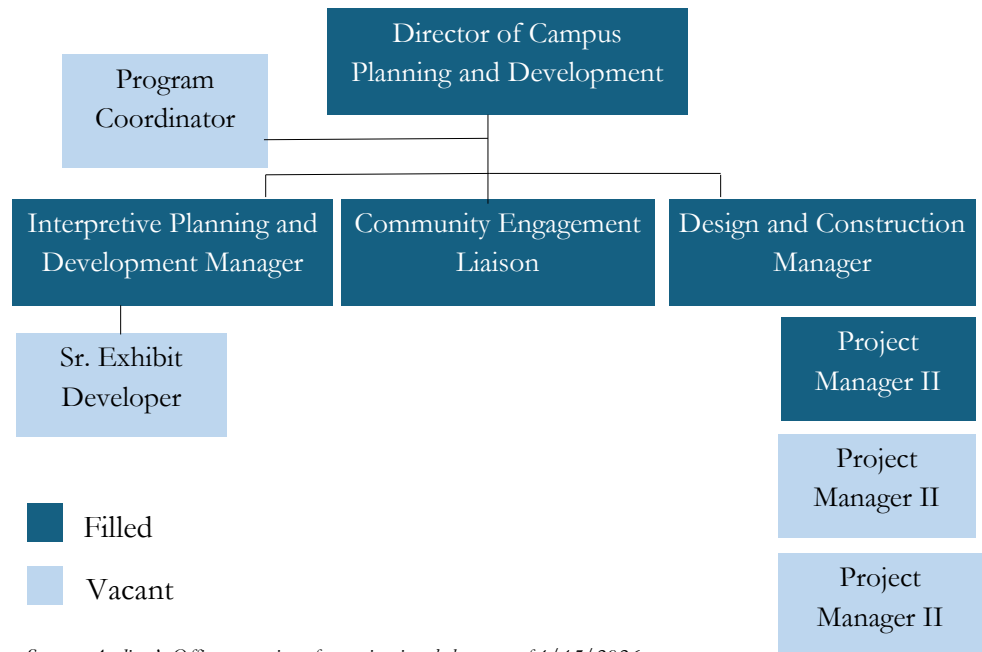 Director of Campus
Planning and Development
Program
Coordinator
Interpretive Planning and
Development Manager
Community Engagement
Liaison
Design and Construction
Manager
Sr. Exhibit
Developer
Project
Manager II
Project
Manager II
Project
Manager II
Filled
Vacant